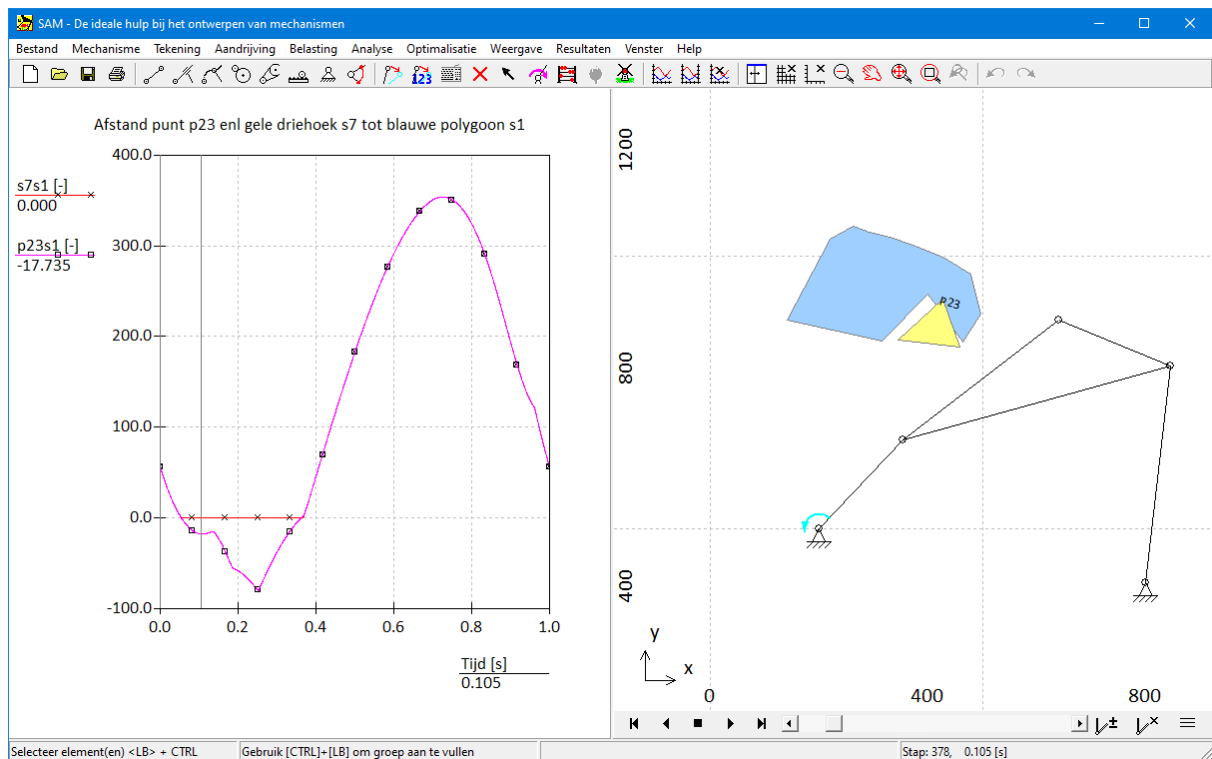 SAM - De ideale hulp bij het ontwerpen van mechanismen
Bestand Mechanisme Tekening Aandrijving Belasting Analyse Optimalisatie Weergave Resultaten Venster Help
123
Afstand punt p23 enl gele driehoek s7 tot blauwe polygoon s1
s7s1 [-]
0.000
p23s1 [-]
-17.735
400.0
300.0
200.0
100.0
0.0
-100.0
0.0 0.2 0.4 0.6 0.8 1.0
Tijd [s]
0.105
1200
800
400
p23
y
x
0 400 800
Selecteer element(en) <LB> + CTRL
Gebruik [CTRL]+[LB] om groep aan te vullen
Stap: 378, 0.105 [s]